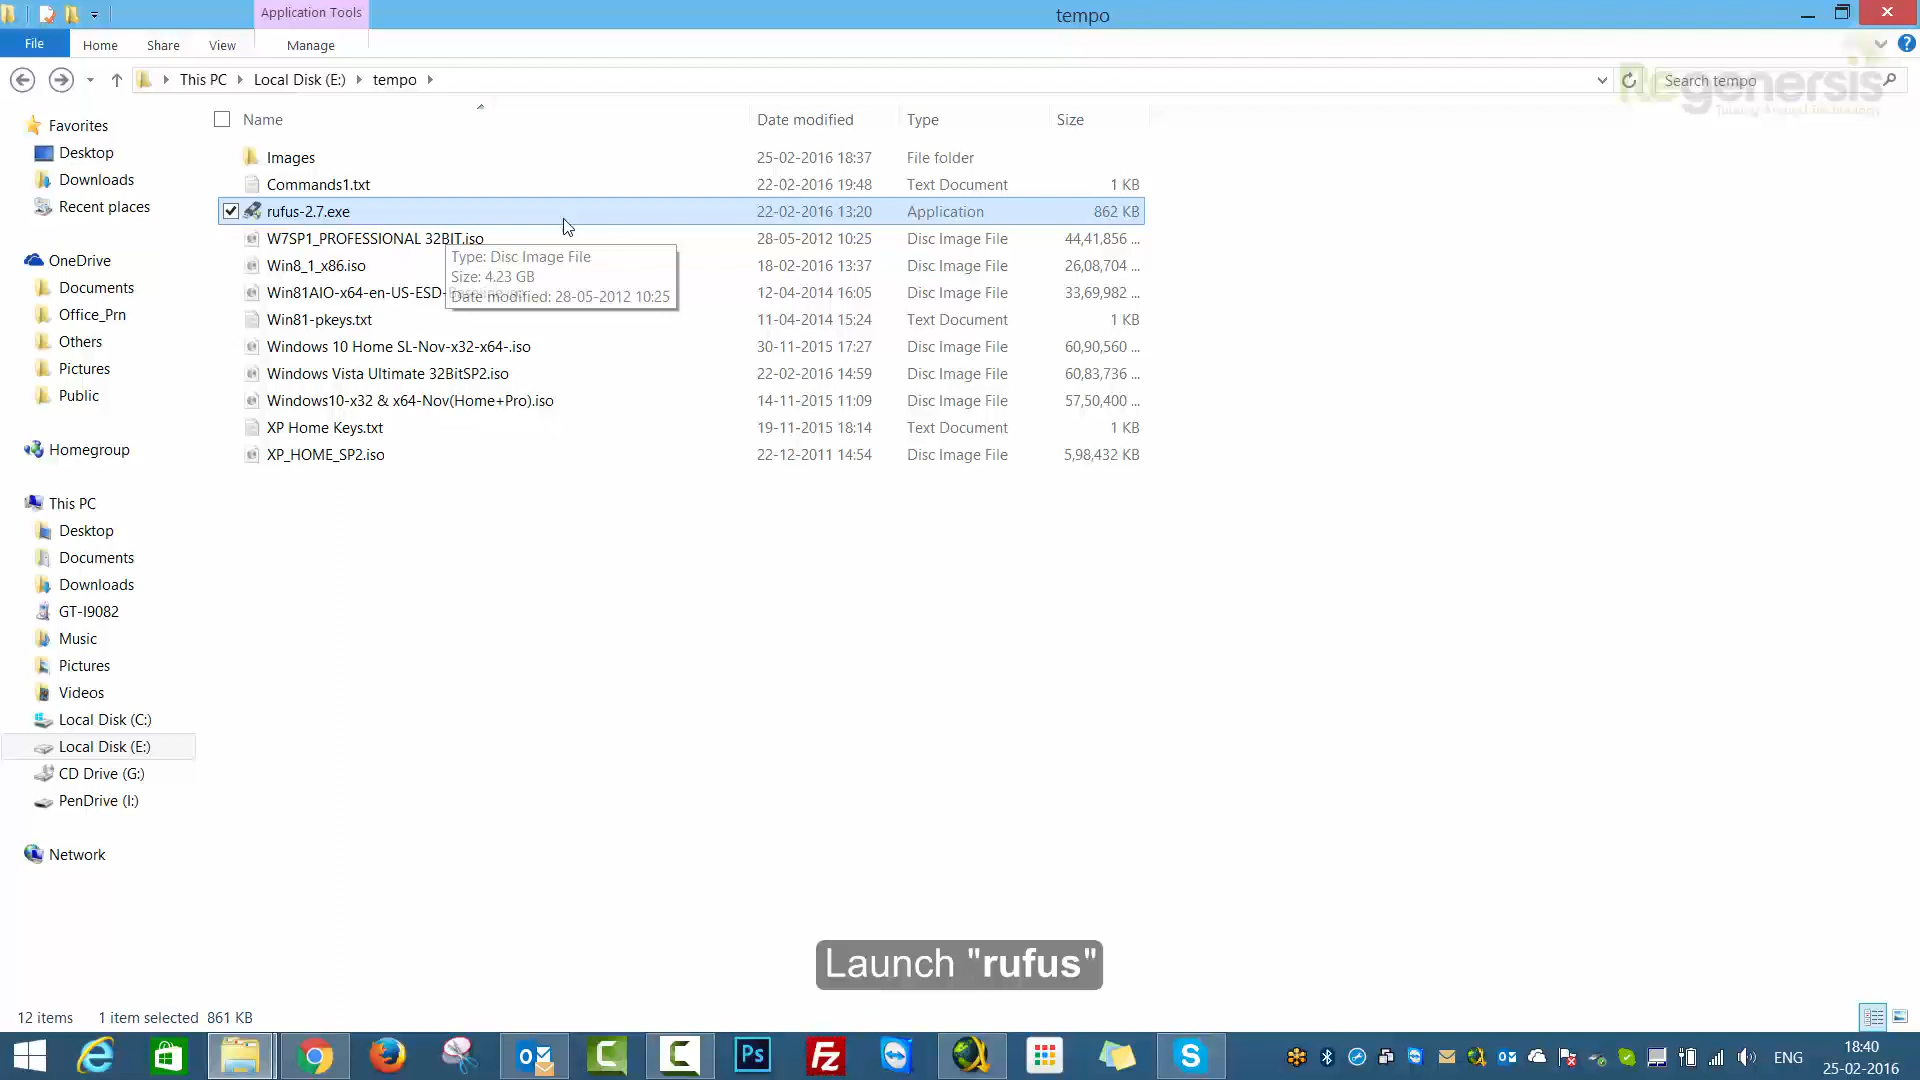 Application Tools
tempo
File
Home
Share
View
Manage
This PC
Local Disk (E:)
tempo
Search tempo
Regenersis
Name
Date modified
Type
Size
Favorites
Desktop
Downloads
Recent places
OneDrive
Documents
Office_Prn
Others
Pictures
Public
Homegroup
This PC
Desktop
Documents
Downloads
GT-I9082
Music
Pictures
Videos
Local Disk (C:)
Local Disk (E:)
CD Drive (G:)
PenDrive (I:)
Network
Images 25-02-2016 18:37 File folder
Commands1.txt 22-02-2016 19:48 Text Document 1 KB
rufus-2.7.exe 22-02-2016 13:20 Application 862 KB
W7SP1_PROFESSIONAL 32BIT.iso 28-05-2012 10:25 Disc Image File 44,41,856 ...
Win8_1_x86.iso 18-02-2016 13:37 Disc Image File 26,08,704 ...
Win81AIO-x64-en-US-ESD- 12-04-2014 16:05 Disc Image File 33,69,982 ...
Win81-pkeys.txt 11-04-2014 15:24 Text Document 1 KB
Windows 10 Home SL-Nov-x32-x64-.iso 30-11-2015 17:27 Disc Image File 60,90,560 ...
Windows Vista Ultimate 32BitSP2.iso 22-02-2016 14:59 Disc Image File 60,83,736 ...
Windows10-x32 & x64-Nov(Home+Pro).iso 14-11-2015 11:09 Disc Image File 57,50,400 ...
XP Home Keys.txt 19-11-2015 18:14 Text Document 1 KB
XP_HOME_SP2.iso 22-12-2011 14:54 Disc Image File 5,98,432 KB
Type: Disc Image File
Size: 4.23 GB
Date modified: 28-05-2012 10:25
Launch "rufus"
12 items 1 item selected 861 KB
Ps
Fz
ENG
18:40
25-02-2016